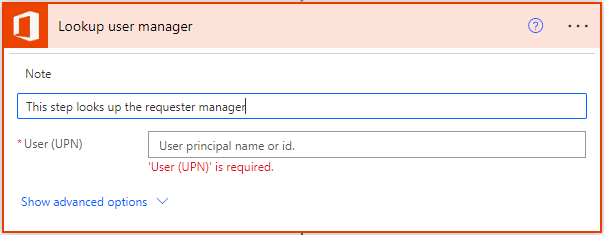 Lookup user manager
Note
This step looks up the requester manager
* User (UPN)
User principal name or id.
'User (UPN)' is required.
Show advanced options